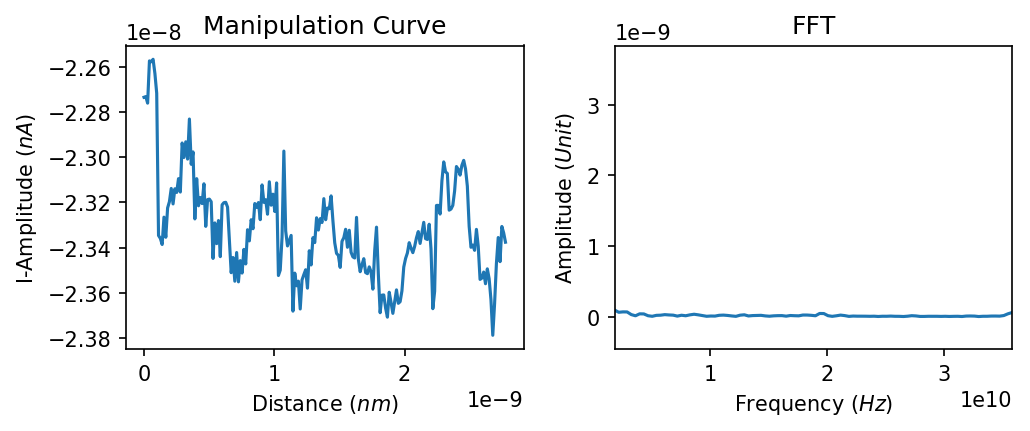 1e−8 Manipulation Curve
−2.26
−2.28
−2.30
−2.32
−2.34
−2.36
−2.38
I-Amplitude (nA)
0 1 2
Distance (nm) 1e−9
1e−9 FFT
3
2
1
0
Amplitude (Unit)
1 2 3
Frequency (Hz) 1e10